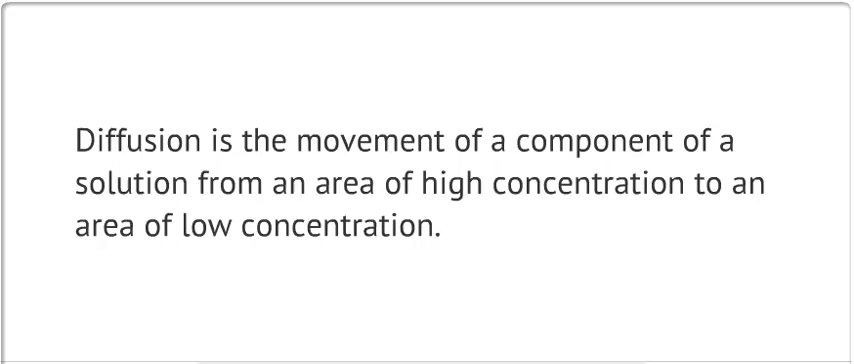 Diffusion is the movement of a component of a
solution from an area of high concentration to an
area of low concentration.